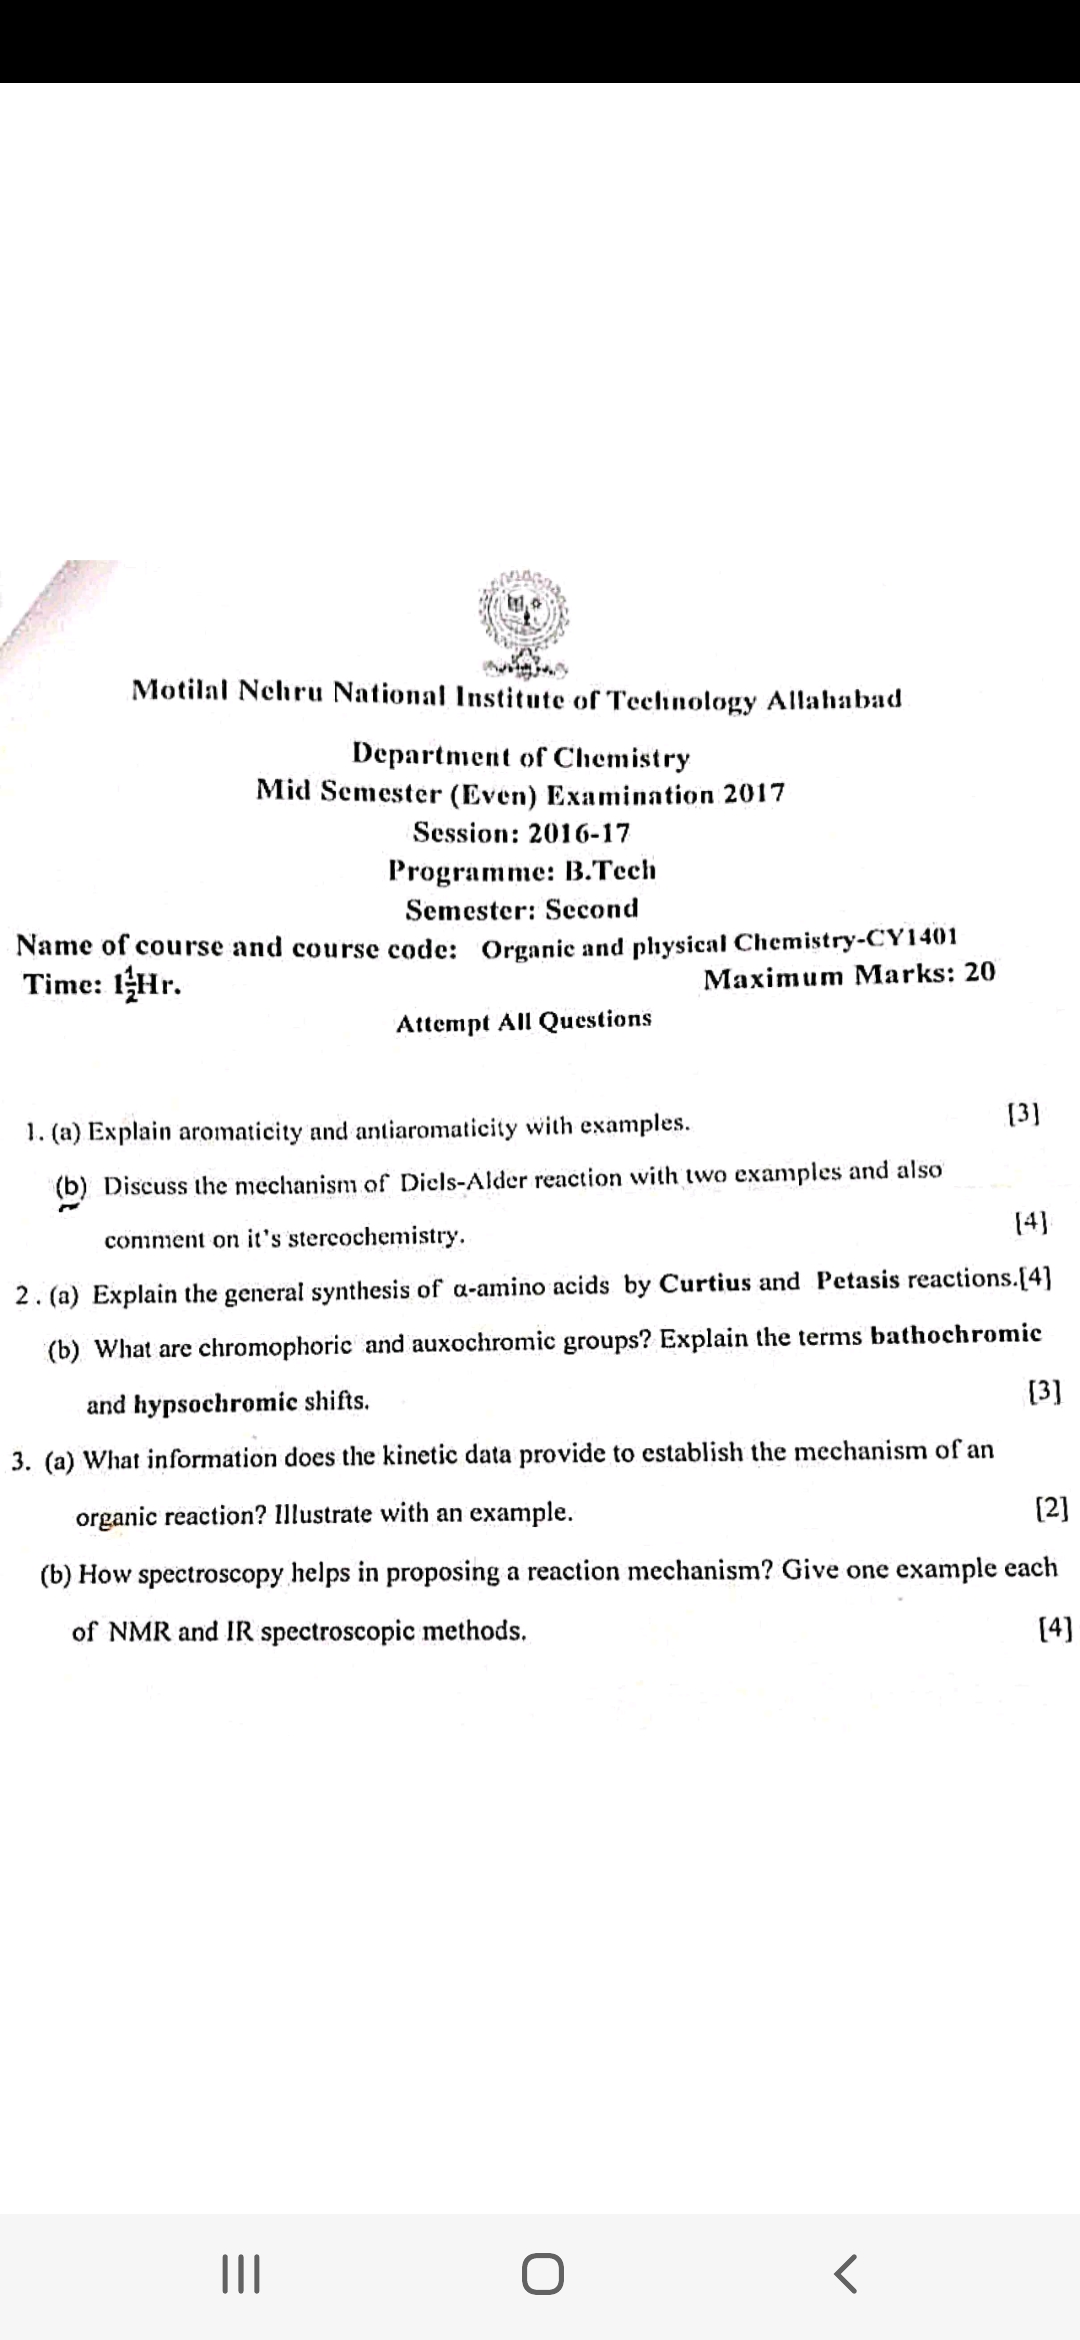 Motilal Nehru National Institute of Technology Allahabad
Department of Chemistry
Mid Semester (Even) Examination 2017
Session: 2016-17
Programme: B.Tech
Semester: Second
Name of course and course code: Organic and physical Chemistry-CY1401
Time: 1½Hr. Maximum Marks: 20
Attempt All Questions
1. (a) Explain aromaticity and antiaromaticity with examples. [3]
(b) Discuss the mechanism of Diels-Alder reaction with two examples and also
comment on it's stereochemistry. [4]
2 . (a) Explain the general synthesis of α-amino acids by Curtius and Petasis reactions.[4]
(b) What are chromophoric and auxochromic groups? Explain the terms bathochromic
and hypsochromic shifts. [3]
3. (a) What information does the kinetic data provide to establish the mechanism of an
organic reaction? Illustrate with an example. [2]
(b) How spectroscopy helps in proposing a reaction mechanism? Give one example each
of NMR and IR spectroscopic methods. [4]